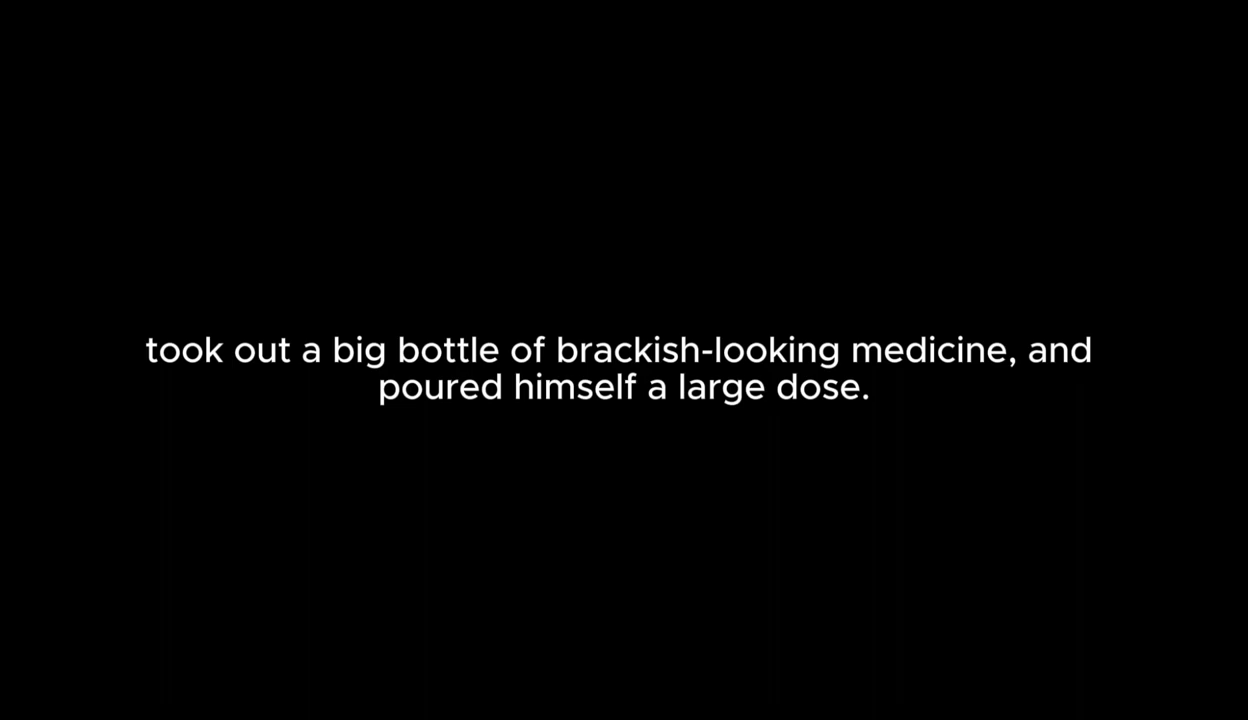 took out a big bottle of brackish-looking medicine, and
poured himself a large dose.